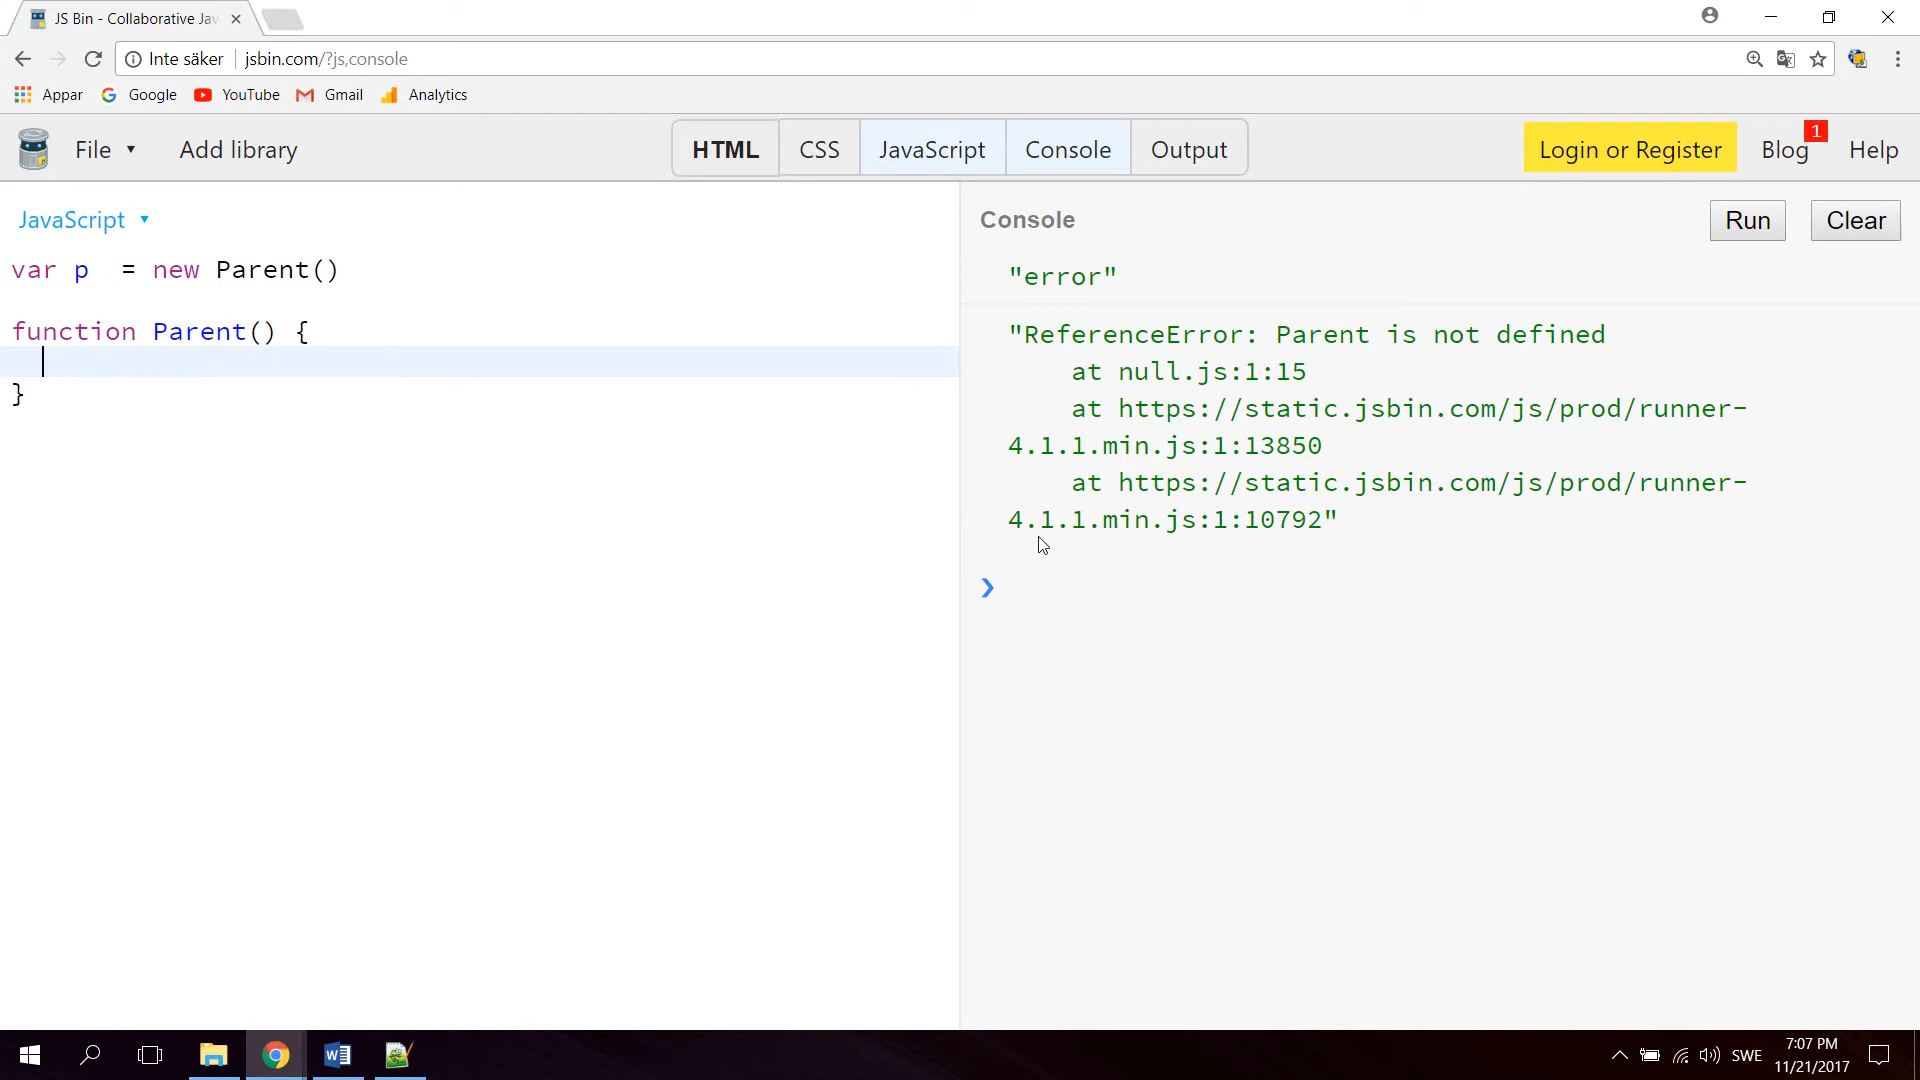 JS Bin - Collaborative Jav
Inte säker jsbin.com/?js,console
Appar Google YouTube Gmail Analytics
File Add library HTML CSS JavaScript Console Output Login or Register Blog 1 Help
JavaScript
var p  = new Parent()
function Parent() {
}
Console Run Clear
"error"
"ReferenceError: Parent is not defined
at null.js:1:15
at https://static.jsbin.com/js/prod/runner-
4.1.1.min.js:1:13850
at https://static.jsbin.com/js/prod/runner-
4.1.1.min.js:1:10792"
SWE
7:07 PM
11/21/2017